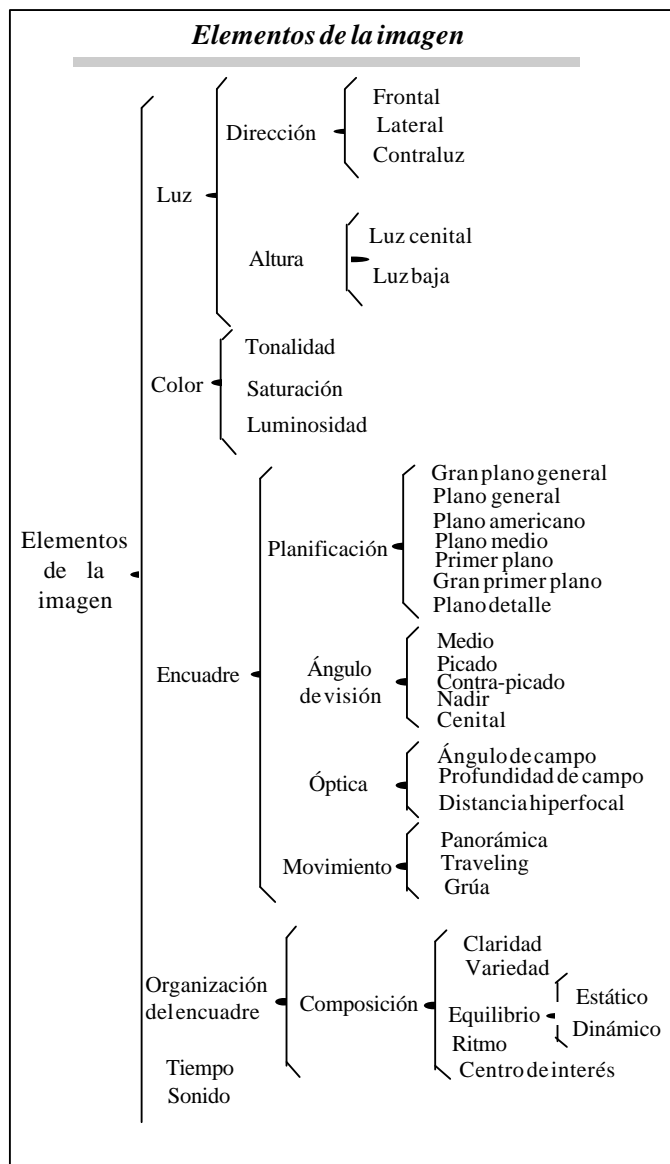 Elementos de la imagen
Elementos
de la
imagen
Luz
Dirección
Frontal
Lateral
Contraluz
Altura
Luz cenital
Luz baja
Color
Tonalidad
Saturación
Luminosidad
Encuadre
Planificación
Gran plano general
Plano general
Plano americano
Plano medio
Primer plano
Gran primer plano
Plano detalle
Ángulo
de visión
Medio
Picado
Contra-picado
Nadir
Cenital
Óptica
Ángulo de campo
Profundidad de campo
Distancia hiperfocal
Movimiento
Panorámica
Traveling
Grúa
Organización
del encuadre
Composición
Claridad
Variedad
Equilibrio
Estático
Dinámico
Ritmo
Centro de interés
Tiempo
Sonido